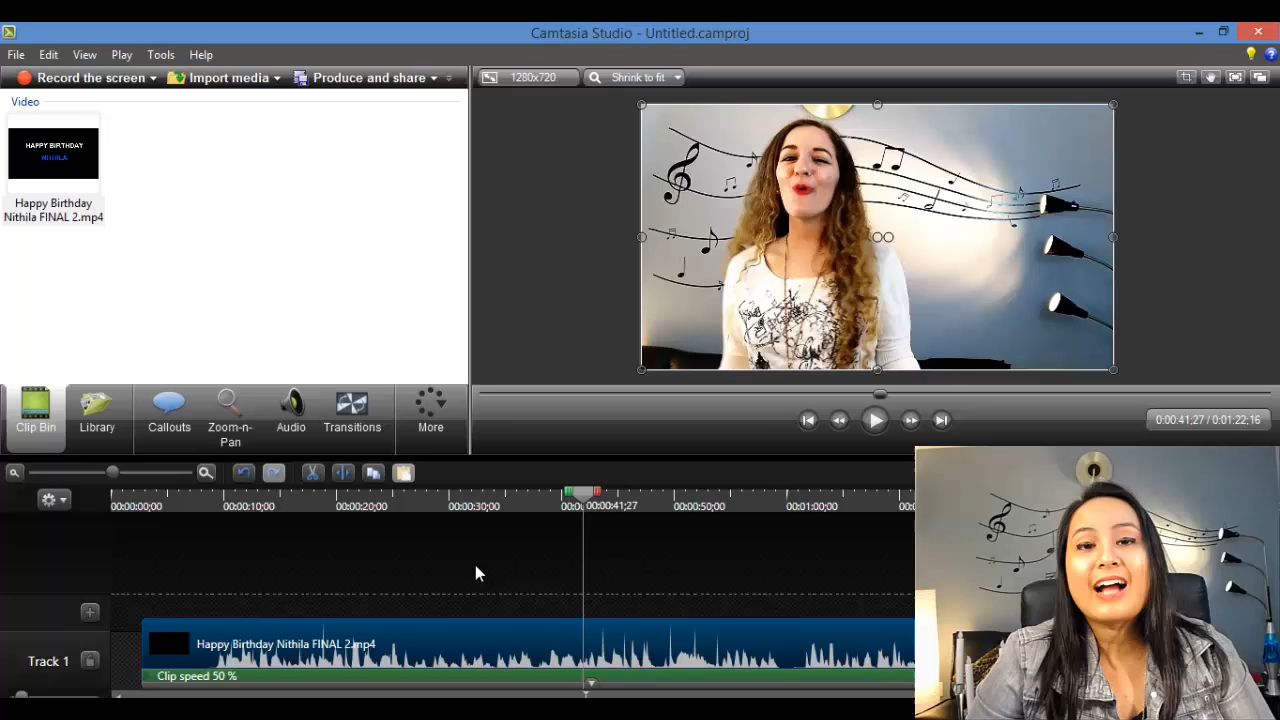 Camtasia Studio - Untitled.camproj
File Edit View Play Tools Help
Record the screen Import media Produce and share
1280x720 Shrink to fit
Video
HAPPY BIRTHDAY
NITHILA
Happy Birthday
Nithila FINAL 2.mp4
Clip Bin Library Callouts Zoom-n-
Pan Audio Transitions More
0:00:41;27 / 0:01:22;16
00:00:00;00 00:00:10;00 00:00:20;00 00:00:30;00 00:00:41;27 00:00:50;00 00:01:00;00
Happy Birthday Nithila FINAL 2.mp4
Track 1
Clip speed 50 %